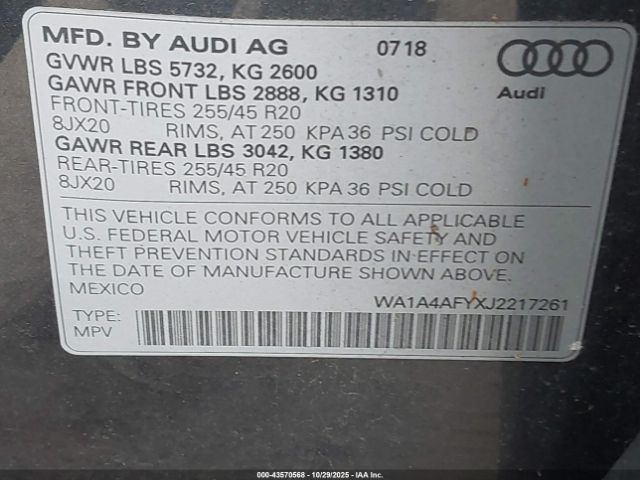 MFD. BY AUDI AG 07 18
GVWR LBS 5732, KG 2600
GAWR FRONT LBS 2888, KG 1310
Audi
FRONT-TIRES 255/45 R20
8JX20 RIMS, AT 250 KPA 36 PSI COLD
GAWR REAR LBS 3042, KG 1380
REAR-TIRES 255/45 R20
8JX20 RIMS, AT 250 KPA 36 PSI COLD
THIS VEHICLE CONFORMS TO ALL APPLICABLE
U.S. FEDERAL MOTOR VEHICLE SAFETY AND
THEFT PREVENTION STANDARDS IN EFFECT ON
THE DATE OF MANUFACTURE SHOWN ABOVE.
MEXICO WA1A4AFYXJ2217261
TYPE:
MPV
000-43570568 - 10/29/2025 - IAA Inc.